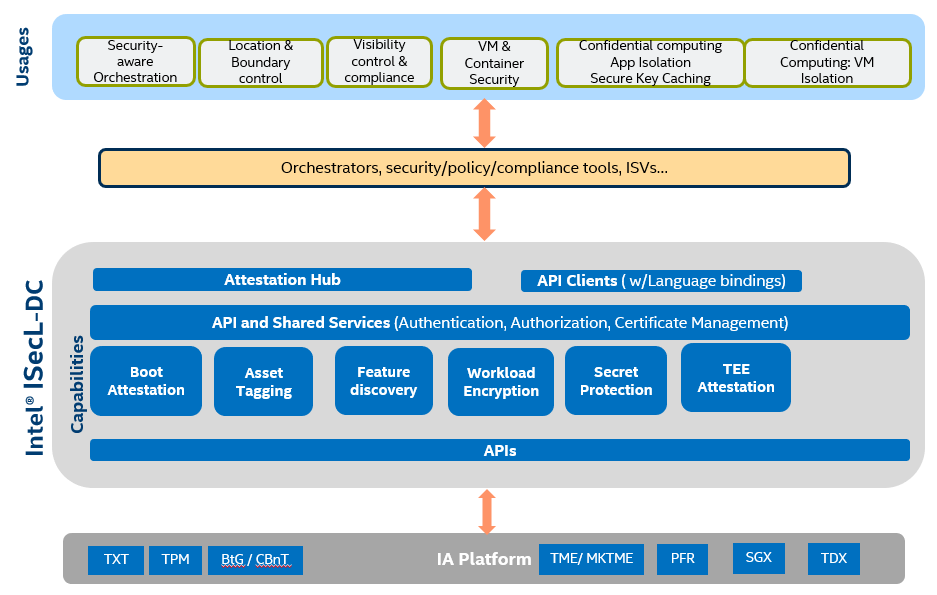 Usages
Security-
aware
Orchestration
Location &
Boundary
control
Visibility
control &
compliance
VM &
Container
Security
Confidential computing
App Isolation
Secure Key Caching
Confidential
Computing: VM
Isolation
Orchestrators, security/policy/compliance tools, ISVs...
Intel® ISecL-DC
Capabilities
Attestation Hub
API Clients ( w/Language bindings)
API and Shared Services (Authentication, Authorization, Certificate Management)
Boot
Attestation
Asset
Tagging
Feature
discovery
Workload
Encryption
Secret
Protection
TEE
Attestation
APIs
TXT
TPM
BtG / CBnT
IA Platform
TME/ MKTME
PFR
SGX
TDX